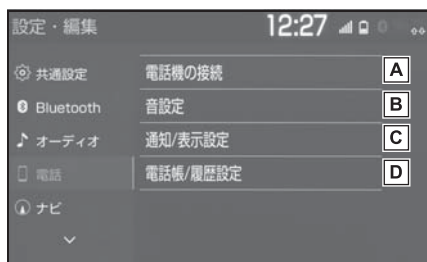 設定・編集 12:27
共通設定
Bluetooth
オーディオ
電話
ナビ
電話機の接続 A
音設定 B
通知/表示設定 C
電話帳/履歴設定 D